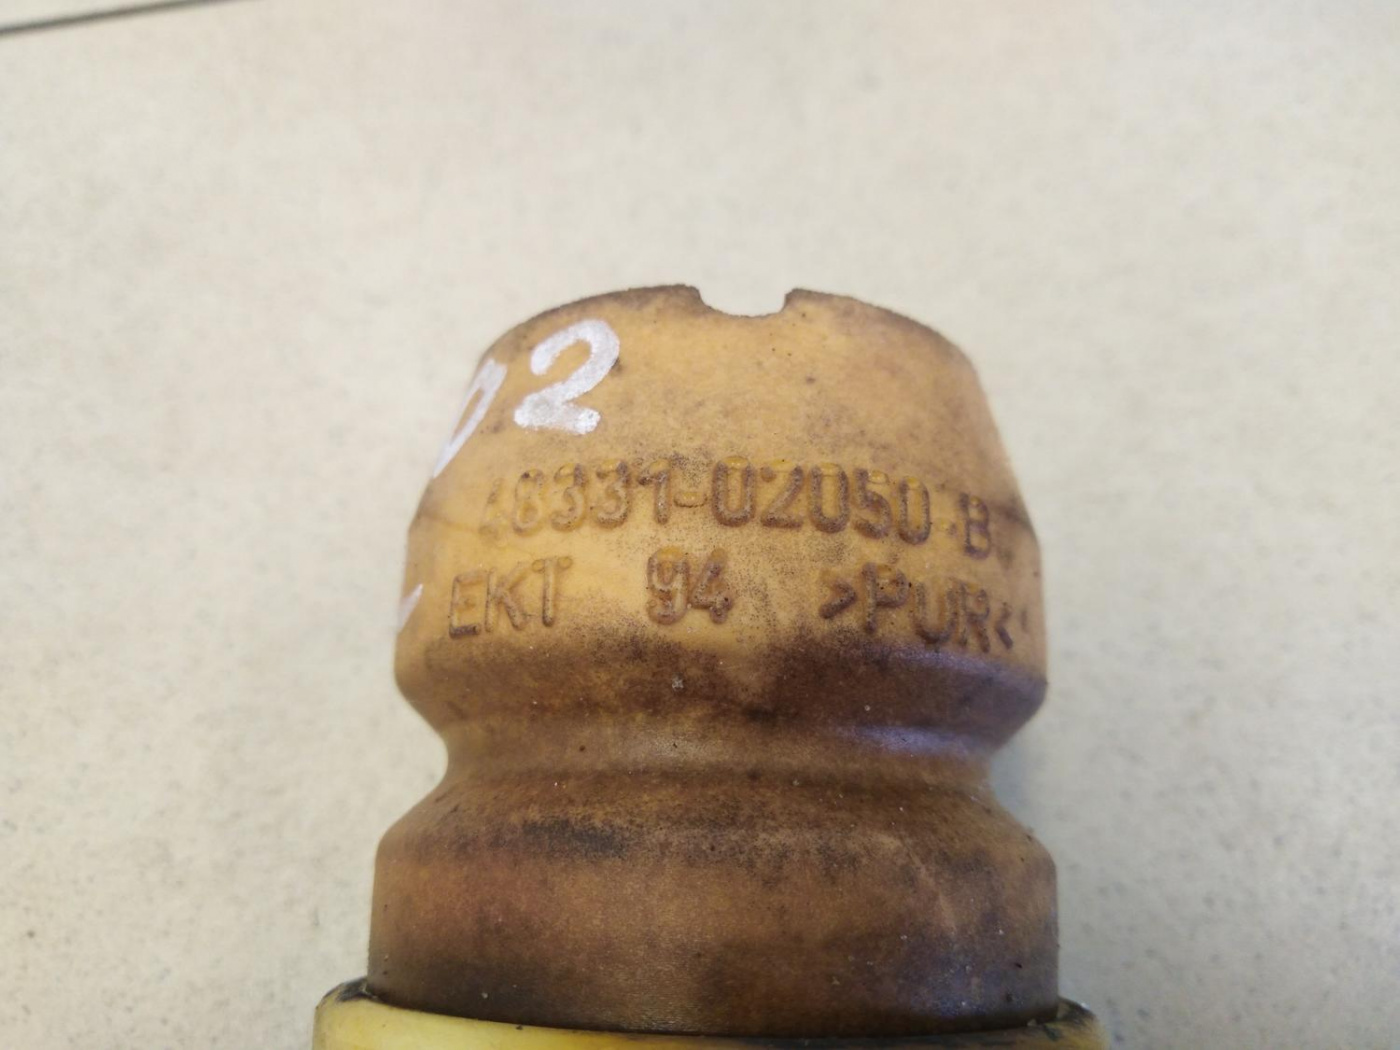 02
48331-02050-B
EKT 94 >PUR<